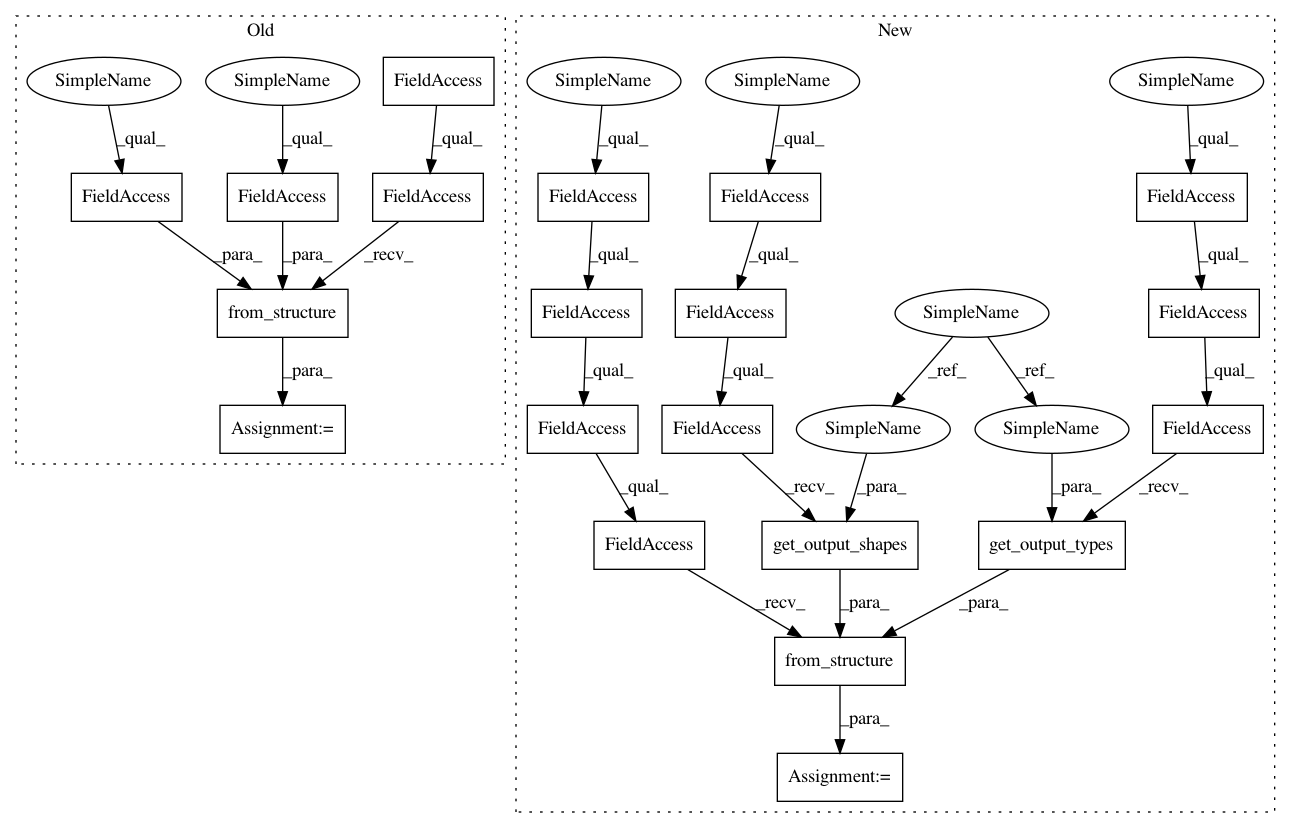 Old
New
SimpleName
SimpleName
FieldAccess
SimpleName
SimpleName
SimpleName
_qual_
_qual_
_qual_
_qual_
_qual_
_qual_
FieldAccess
FieldAccess
FieldAccess
FieldAccess
FieldAccess
FieldAccess
_para_
_para_
_recv_
_qual_
_qual_
_qual_
from_structure
FieldAccess
FieldAccess
SimpleName
FieldAccess
_para_
_qual_
_qual_
_ref_
_ref_
_qual_
Assignment:=
FieldAccess
FieldAccess
SimpleName
SimpleName
FieldAccess
_qual_
_recv_
_para_
_para_
_recv_
FieldAccess
get_output_shapes
get_output_types
_recv_
_para_
_para_
from_structure
_para_
Assignment:=